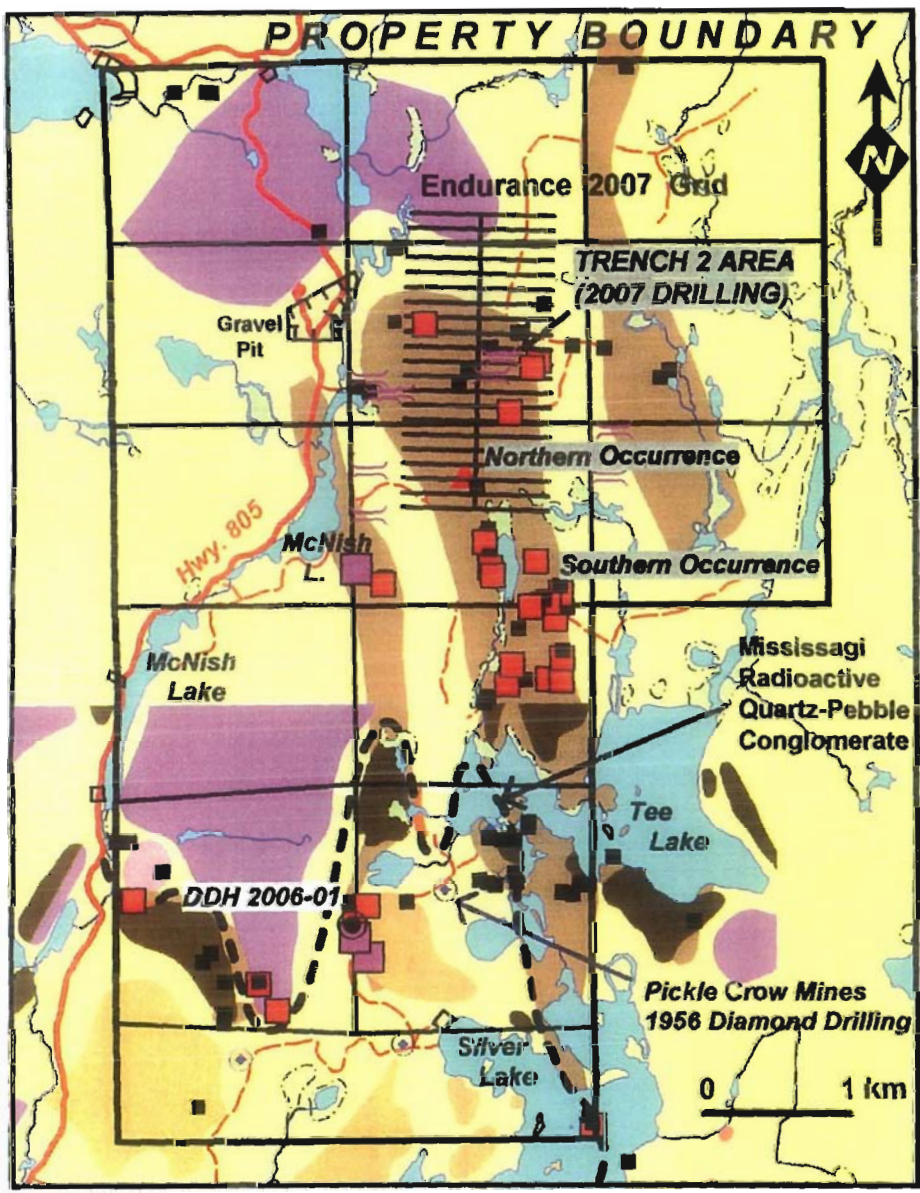 PROPERTY BOUNDARY
N
Endurance 2007 Grid
TRENCH 2 AREA
(2007 DRILLING)
Gravel
Pit
Northern Occurrence
Hwy. 805
McNish
L.
Southern Occurrence
McNish
Lake
Mississagi
Radioactive
Quartz-Pebble
Conglomerate
Tee
Lake
DDH 2006-01
Pickle Crow Mines
1956 Diamond Drilling
Silver
Lake
0 1 km